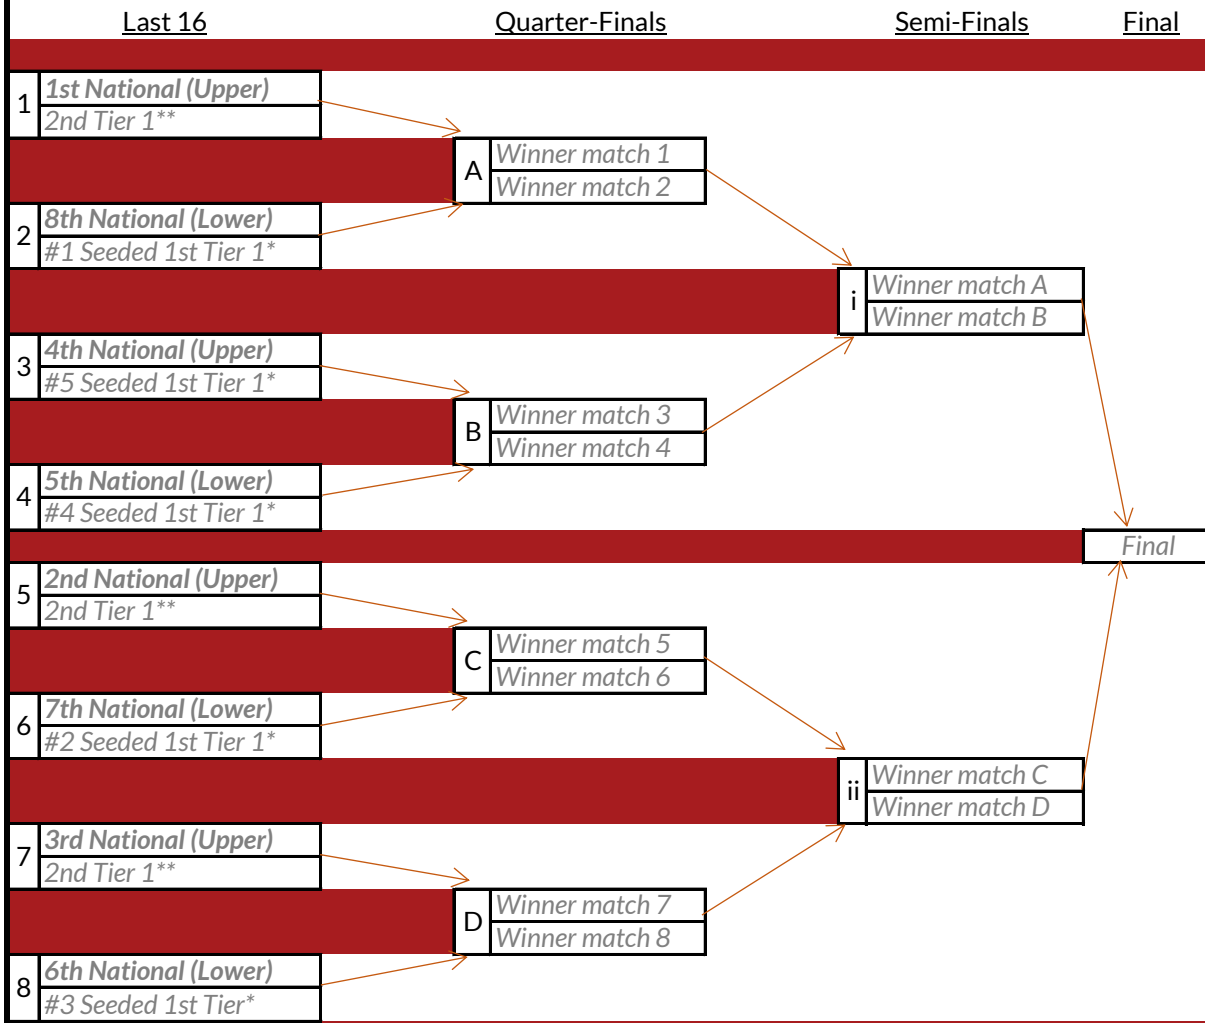 Last 16 Quarter-Finals Semi-Finals Final
1 1st National (Upper)
2nd Tier 1**
A Winner match 1
Winner match 2
2 8th National (Lower)
#1 Seeded 1st Tier 1*
i Winner match A
Winner match B
3 4th National (Upper)
#5 Seeded 1st Tier 1*
B Winner match 3
Winner match 4
4 5th National (Lower)
#4 Seeded 1st Tier 1*
Final
5 2nd National (Upper)
2nd Tier 1**
C Winner match 5
Winner match 6
6 7th National (Lower)
#2 Seeded 1st Tier 1*
ii Winner match C
Winner match D
7 3rd National (Upper)
2nd Tier 1**
D Winner match 7
Winner match 8
8 6th National (Lower)
#3 Seeded 1st Tier*